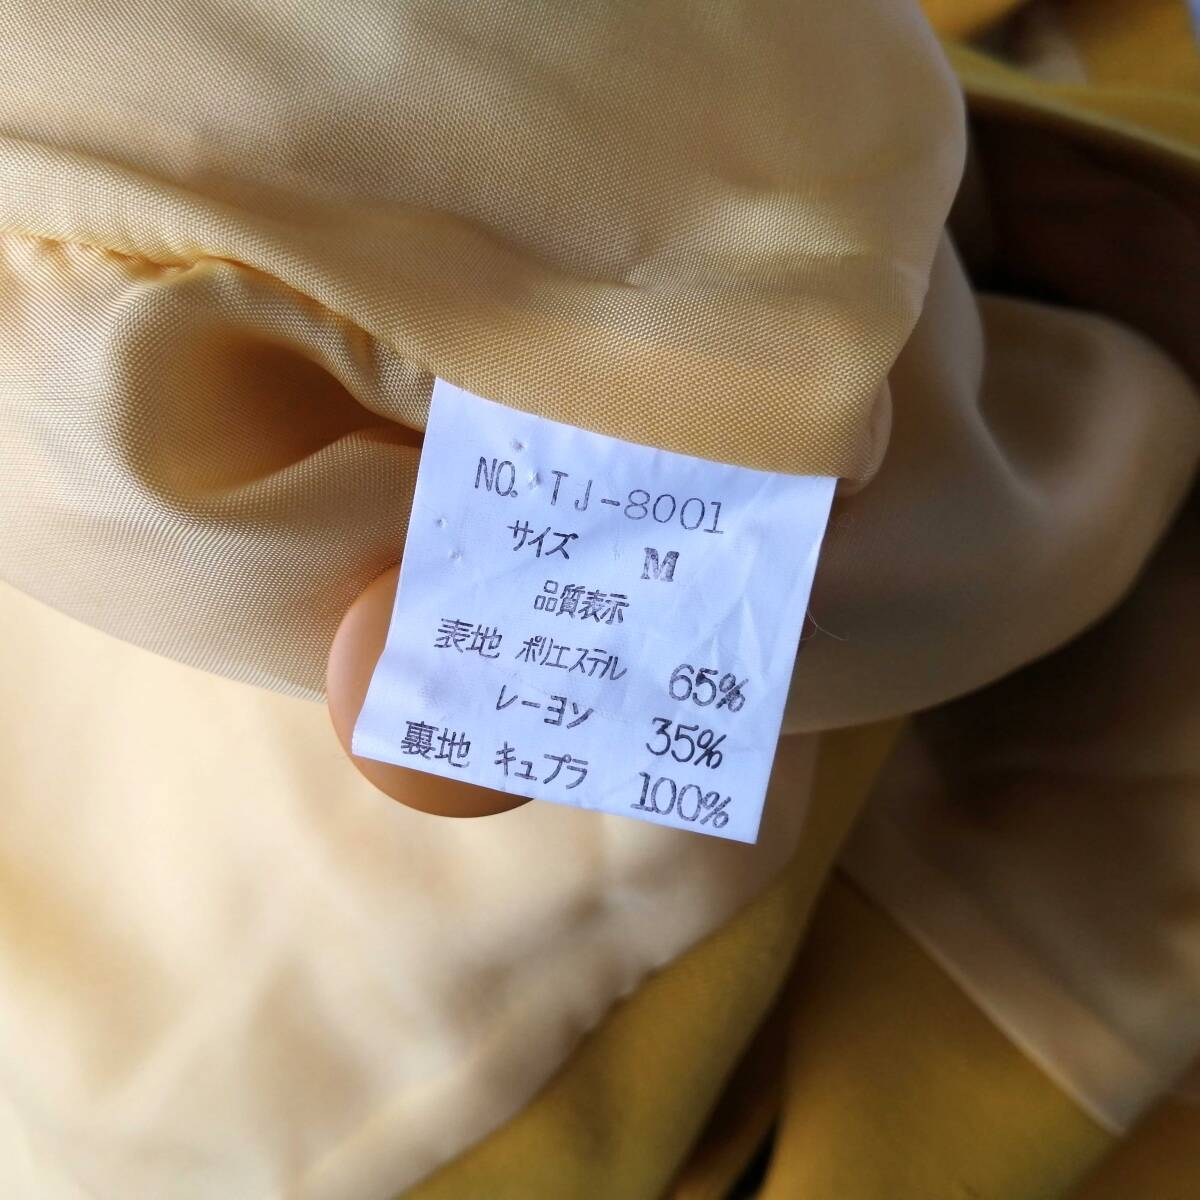 NO. TJ-8001
サイズ M
品質表示
表地 ポリエステル 65%
レーヨン 35%
裏地 キュプラ 100%